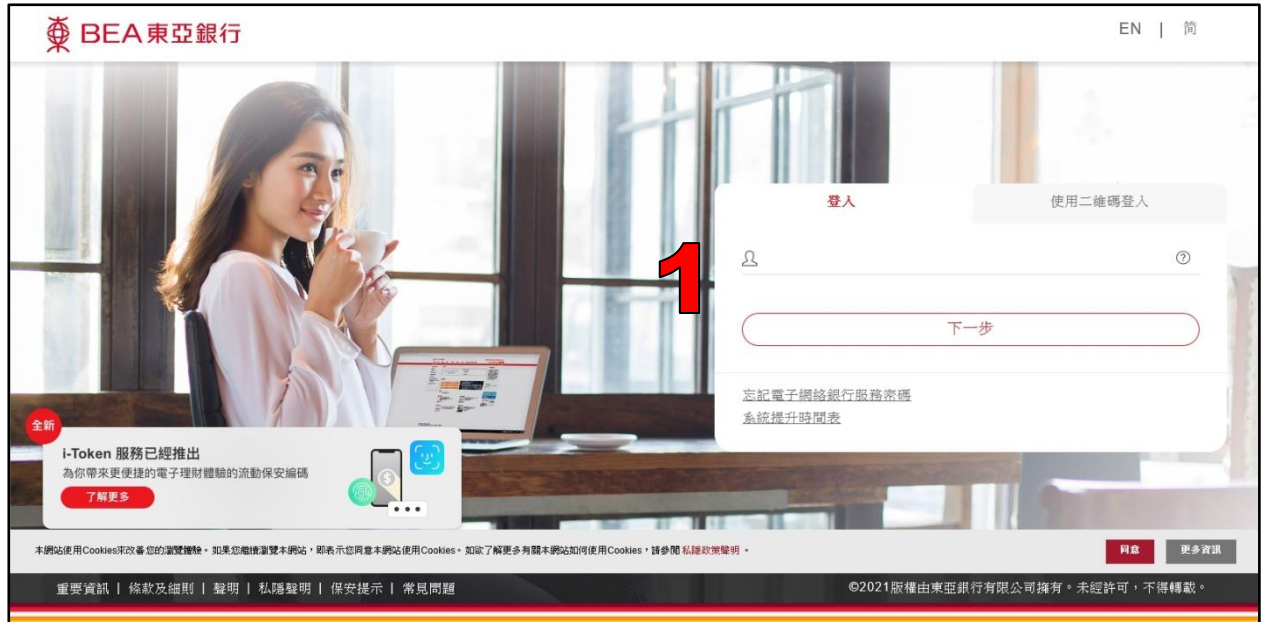 BEA東亞銀行
EN | 简
登入
使用二維碼登入
1
下一步
忘記電子網絡銀行服務密碼
系統提升時間表
全新
i-Token 服務已經推出
為你帶來更便捷的電子理財體驗的流動保安編碼
了解更多
本網站使用Cookies來改善您的瀏覽體驗。如果您繼續瀏覽本網站，即表示您同意本網站使用Cookies。如欲了解更多有關本網站如何使用Cookies，請參閱 私隱政策聲明 。
同意
更多資訊
重要資訊 | 條款及細則 | 聲明 | 私隱聲明 | 保安提示 | 常見問題
©2021版權由東亞銀行有限公司擁有。未經許可，不得轉載。